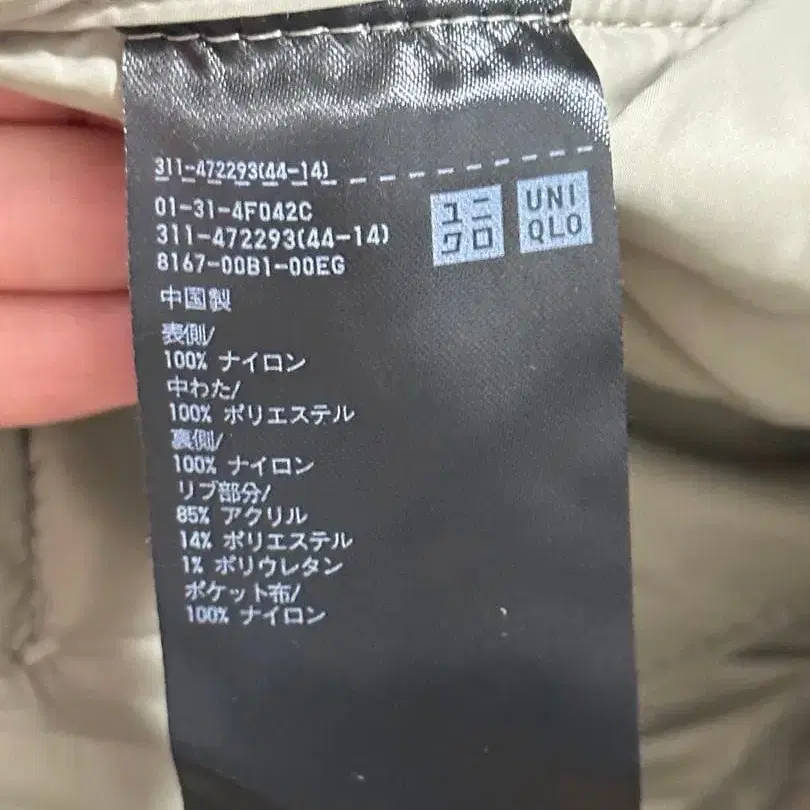 311-472293(44-14)
01-31-4F042C
311-472293(44-14)
8167-00B1-00EG
ユニ
クロ
UNI
QLO
中国製
表側/
100% ナイロン
中わた/
100% ポリエステル
裏側/
100% ナイロン
リブ部分/
85% アクリル
14% ポリエステル
1% ポリウレタン
ポケット布/
100% ナイロン